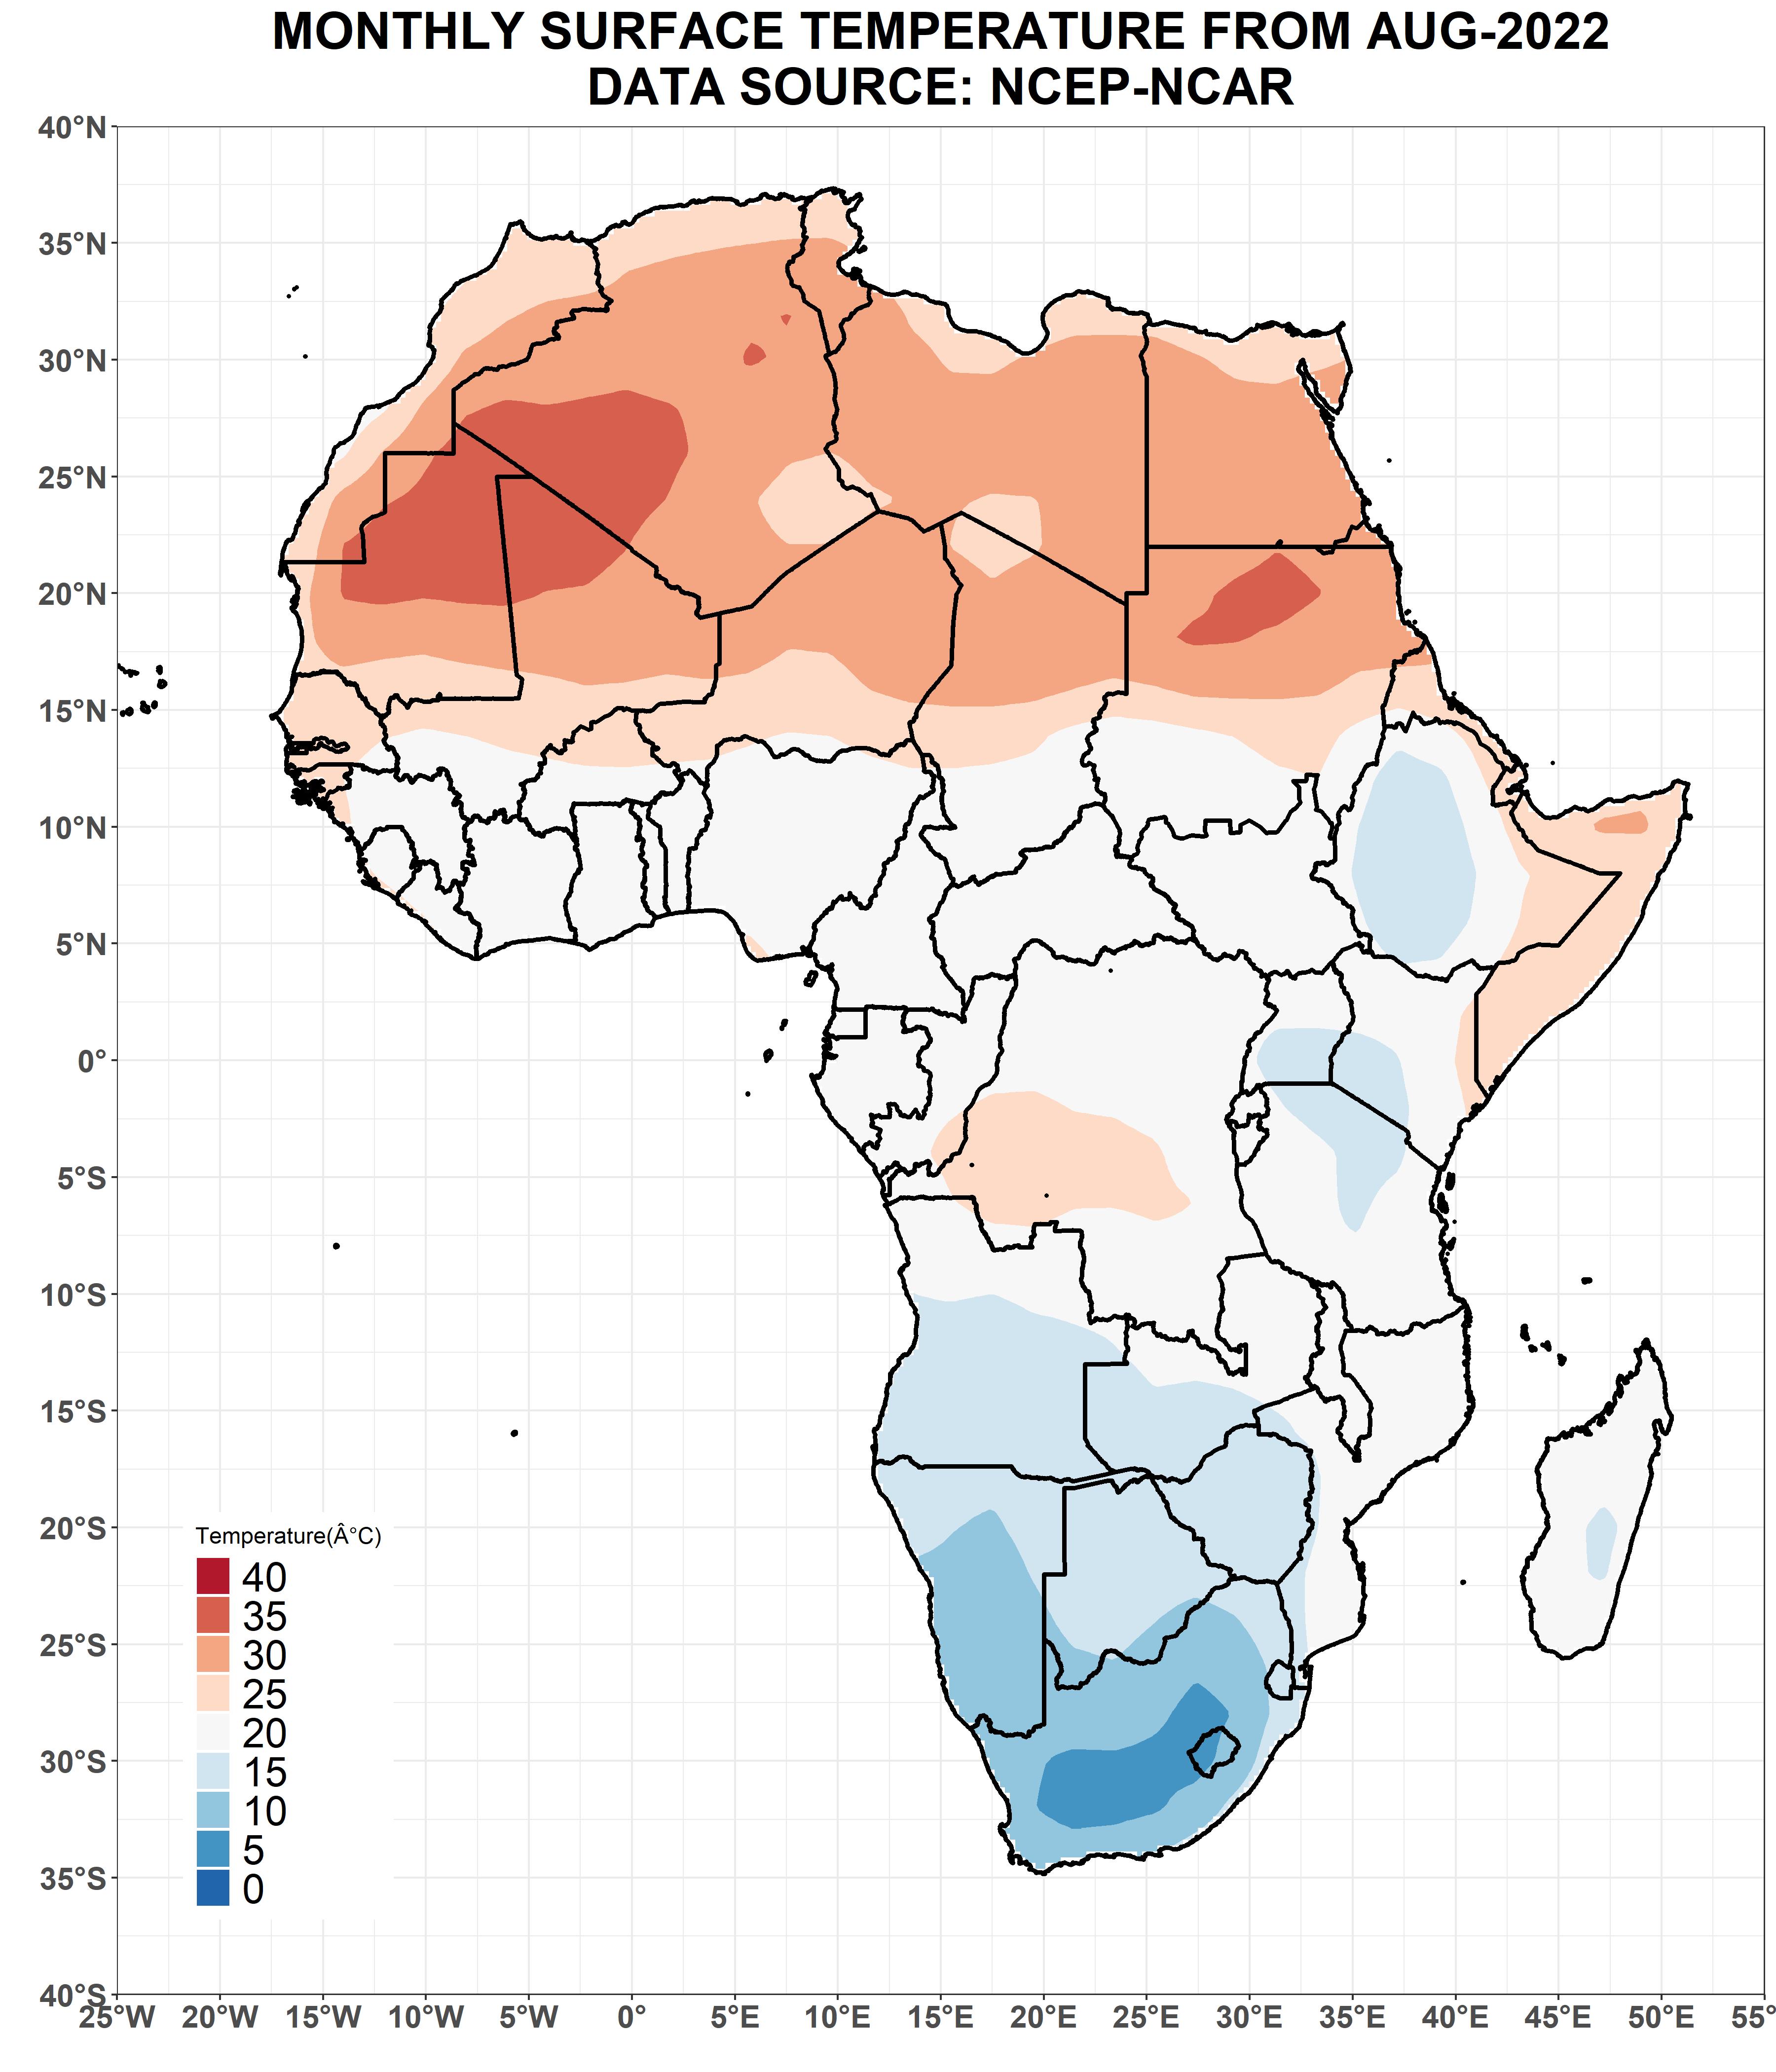 MONTHLY SURFACE TEMPERATURE FROM AUG-2022
DATA SOURCE: NCEP-NCAR
40°N
35°N
30°N
25°N
20°N
15°N
10°N
5°N
0°
5°S
10°S
15°S
20°S
25°S
30°S
35°S
40°S
Temperature(Â°C)
40
35
30
25
20
15
10
5
0
25°W 20°W 15°W 10°W 5°W 0° 5°E 10°E 15°E 20°E 25°E 30°E 35°E 40°E 45°E 50°E 55°